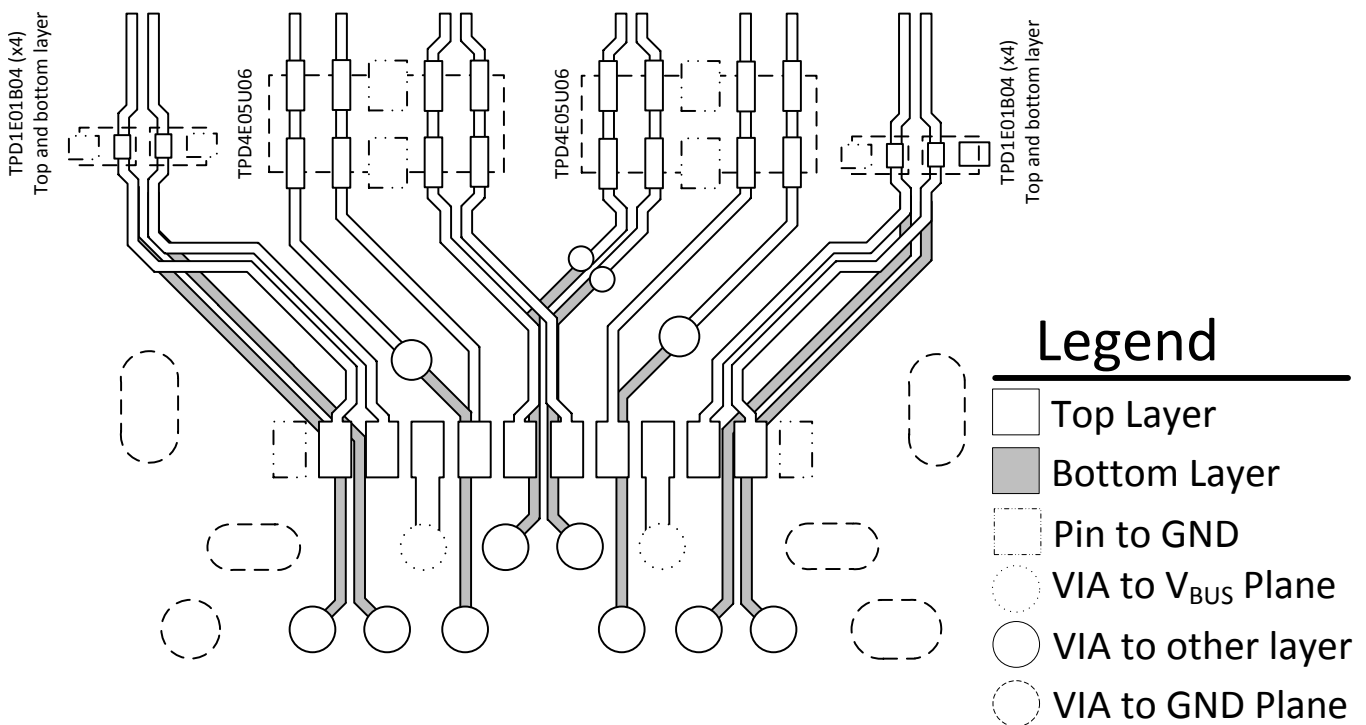 TPD1E01B04 (x4)
Top and bottom layer
TPD4E05U06
TPD4E05U06
TPD1E01B04 (x4)
Top and bottom layer
Legend
Top Layer
Bottom Layer
Pin to GND
VIA to VBUS Plane
VIA to other layer
VIA to GND Plane